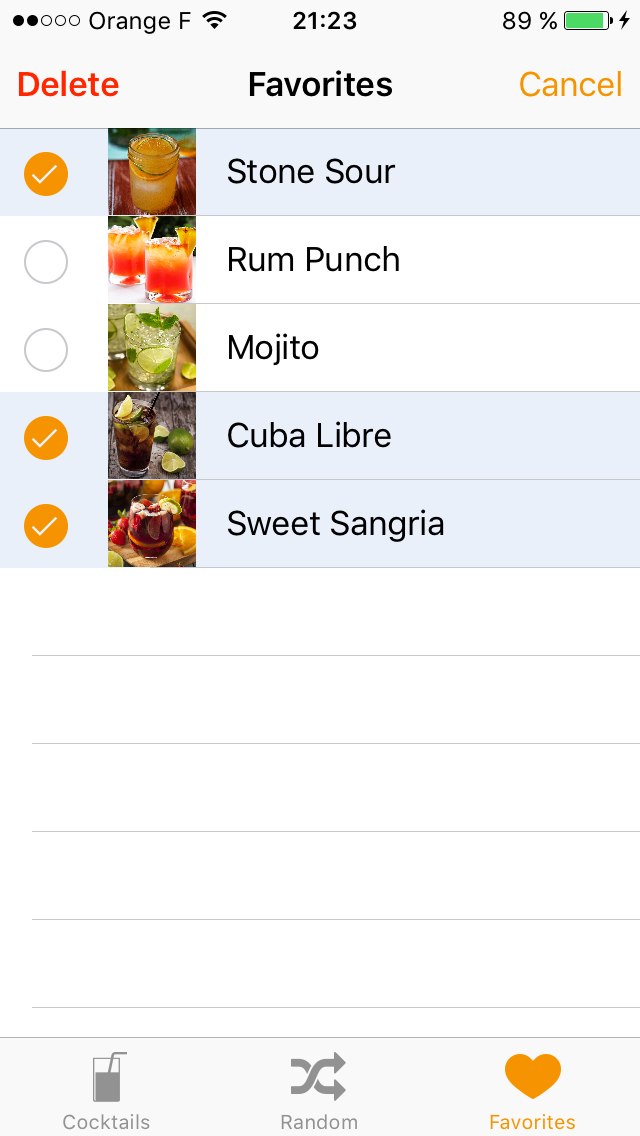 Orange F 21:23 89 %
Delete Favorites Cancel
Stone Sour
Rum Punch
Mojito
Cuba Libre
Sweet Sangria
Cocktails Random Favorites